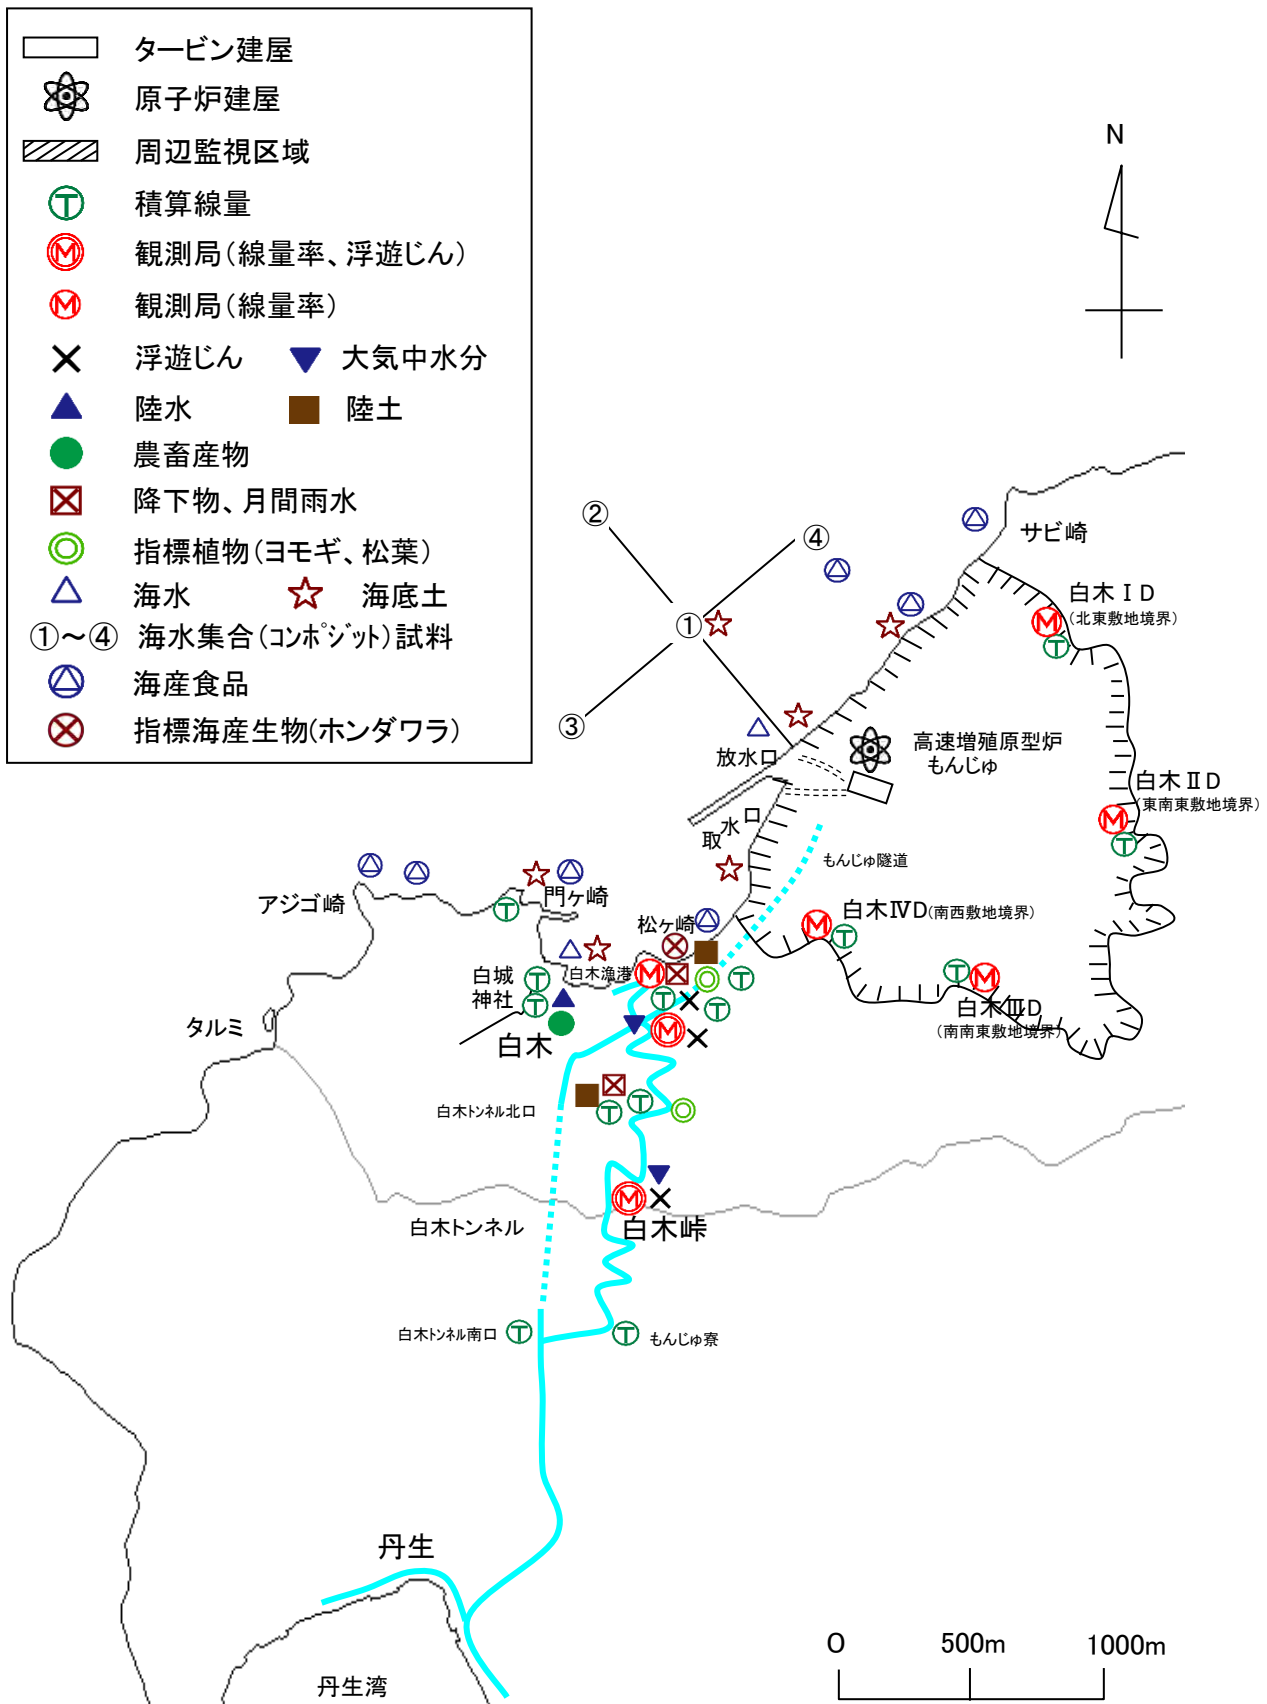 タービン建屋
原子炉建屋
周辺監視区域
T 積算線量
M 観測局(線量率、浮遊じん)
M 観測局(線量率)
浮遊じん 大気中水分
陸水 陸土
農畜産物
降下物、月間雨水
指標植物(ヨモギ、松葉)
海水 海底土
①～④ 海水集合(コンポジット)試料
海産食品
指標海産生物(ホンダワラ)
N
②
④
サビ崎
白木ⅠD
M
(北東敷地境界)
①
T
③
放水口
高速増殖原型炉
もんじゅ
白木ⅡD
(東南東敷地境界)
M
取水口
T
もんじゅ隧道
アジゴ崎
門ヶ崎
T
松ヶ崎
M
白木ⅣD(南西敷地境界)
T
白城
神社
T
T
白木漁港
M
T
T
T
T
M
白木ⅢD
(南南東敷地境界)
タルミ
白木
M
白木トンネル北口
T
T
M
白木トンネル
白木峠
白木トンネル南口
T
T
もんじゅ寮
丹生
丹生湾
O 500m 1000m